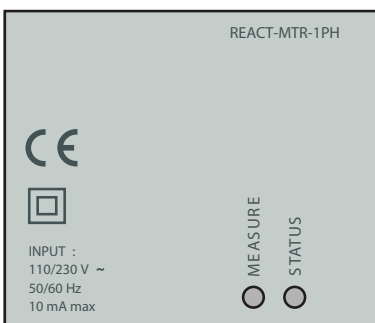 REACT-MTR-1PH
CE
INPUT :
110/230 V ~
50/60 Hz
10 mA max
MEASURE
STATUS